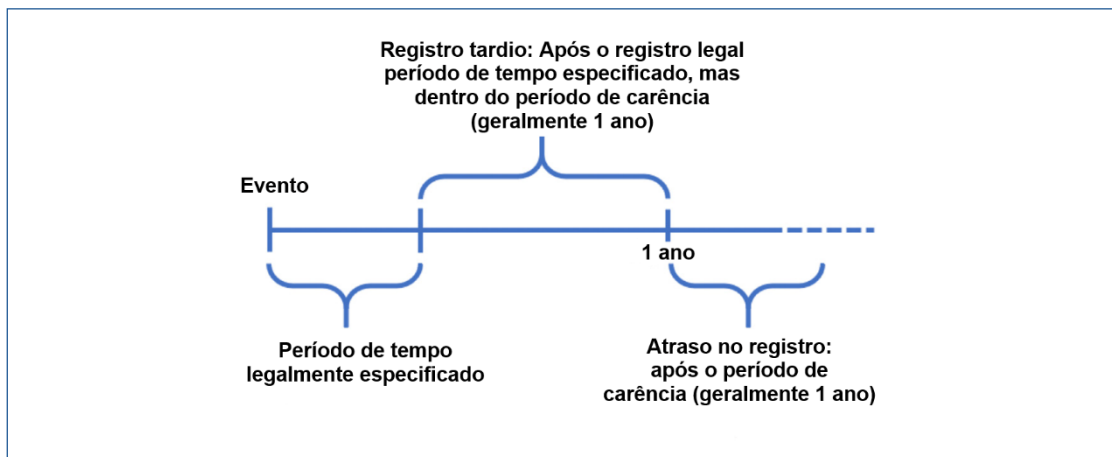 Registro tardio: Após o registro legal
período de tempo especificado, mas
dentro do período de carência
(geralmente 1 ano)
Evento
1 ano
Período de tempo
legalmente especificado
Atraso no registro:
após o período de
carência (geralmente 1 ano)